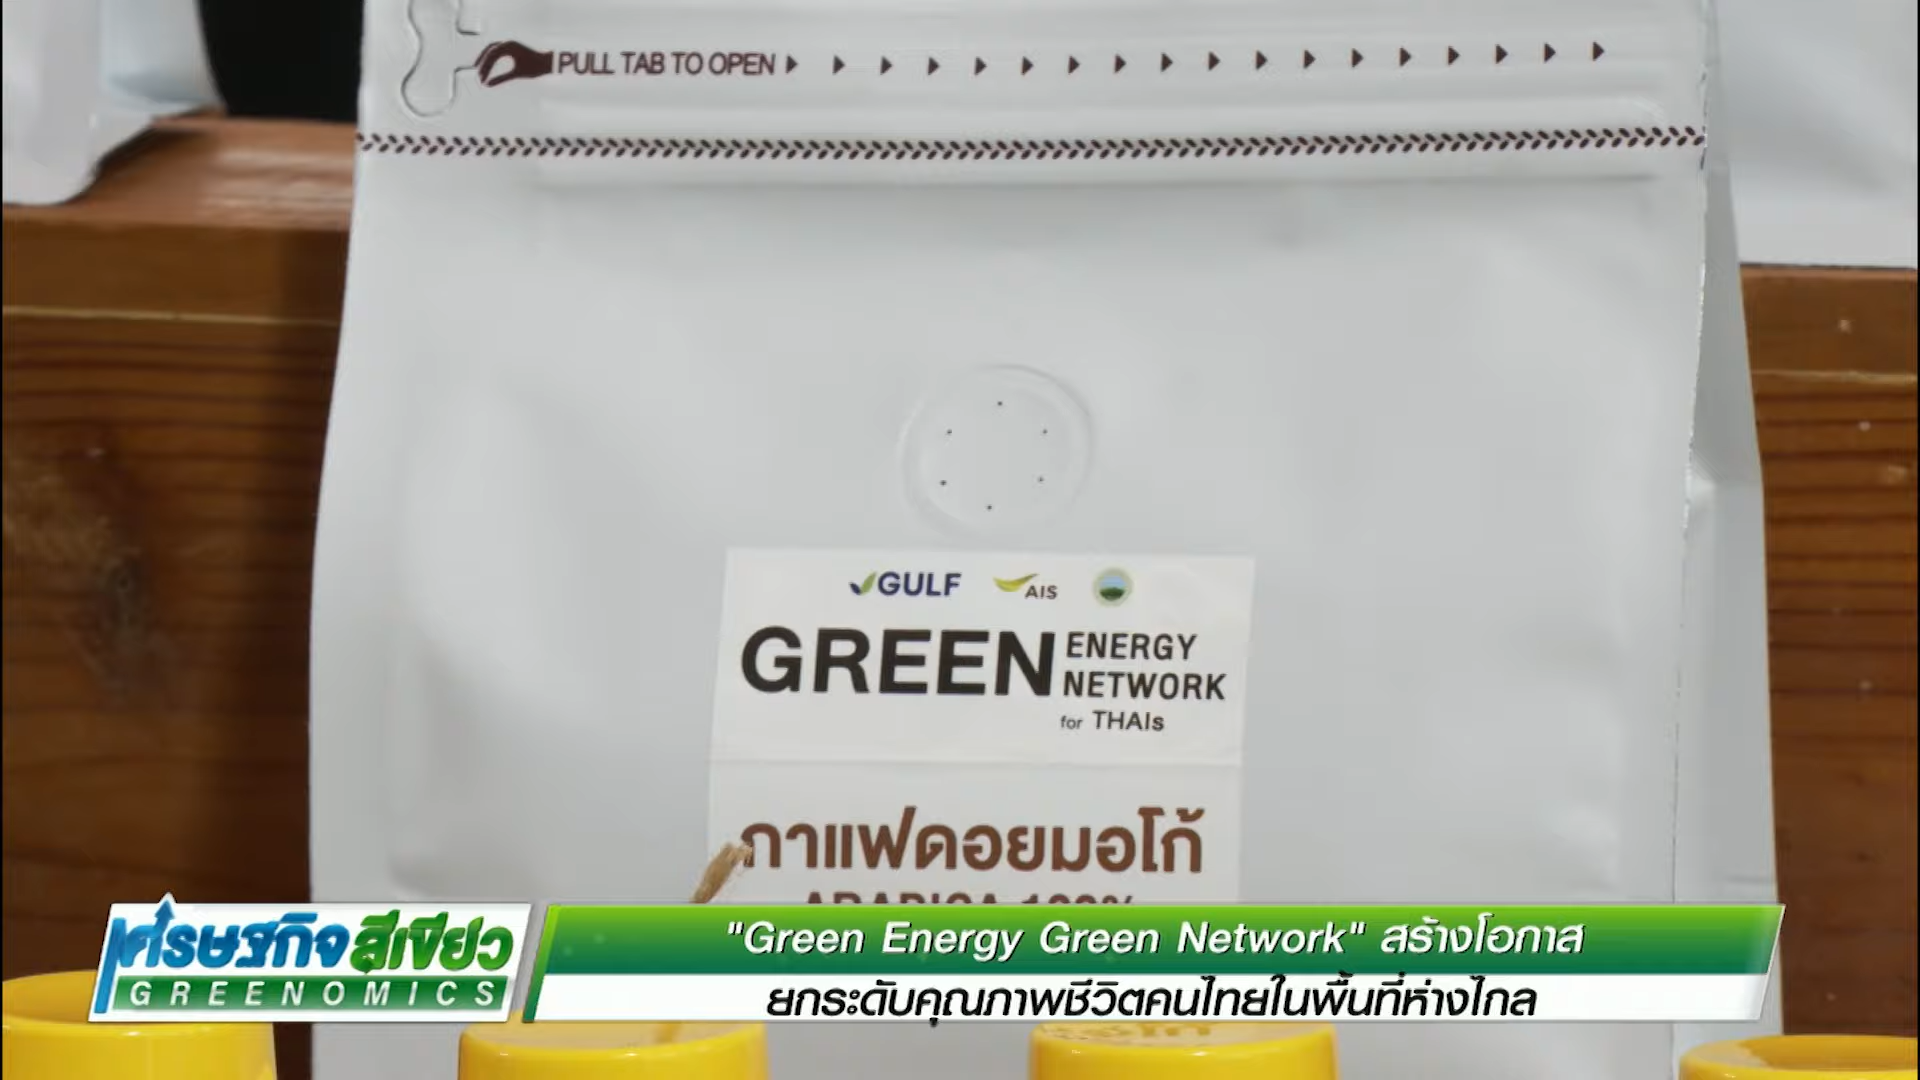 PULL TAB TO OPEN
GULF
AIS
GREEN ENERGY
NETWORK
for THAIs
กาแฟดอยมอโก้
ARABICA 100%
เศรษฐกิจสีเขียว
GREENOMICS
"Green Energy Green Network" สร้างโอกาส
ยกระดับคุณภาพชีวิตคนไทยในพื้นที่ห่างไกล